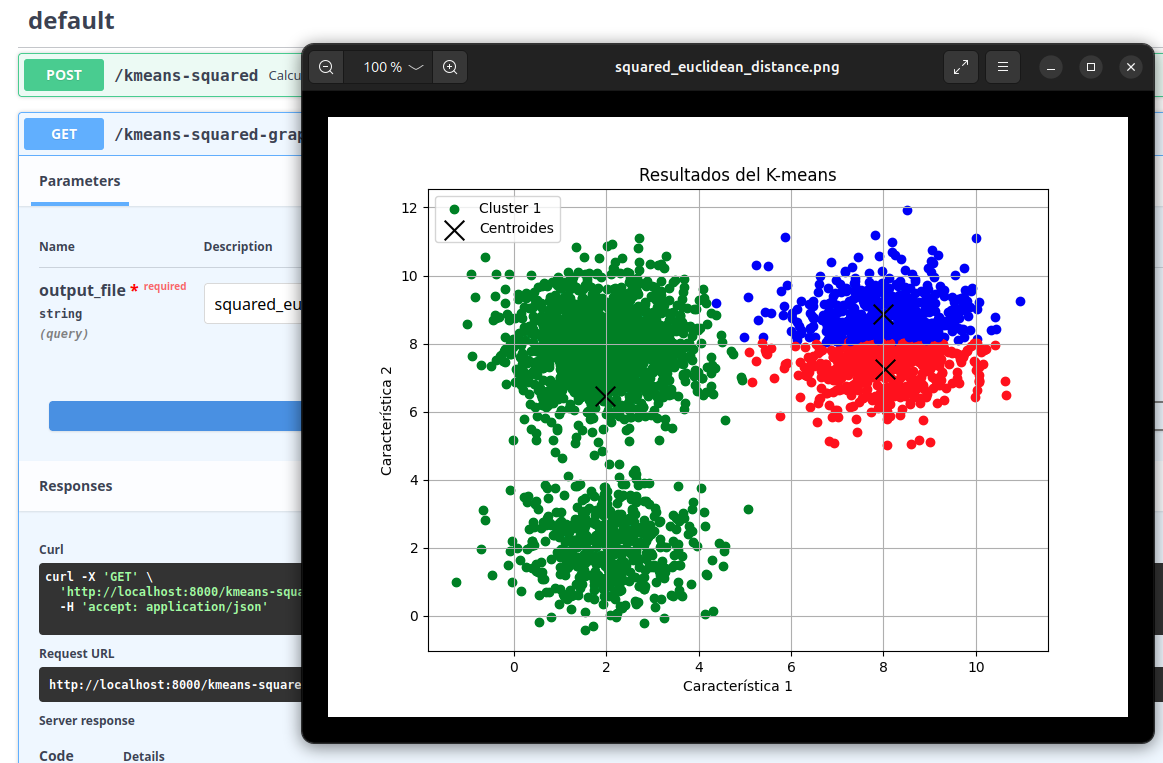 default
POST /kmeans-squared Calcu
GET /kmeans-squared-grap
Parameters
Name Description
output_file * required
string
(query)
squared_eu
Responses
Curl
curl -X 'GET' \
'http://localhost:8000/kmeans-squa
-H 'accept: application/json'
Request URL
http://localhost:8000/kmeans-square
Server response
Code Details
100 %
squared_euclidean_distance.png
Resultados del K-means
Cluster 1
Centroides
12
10
8
6
4
2
0
Característica 2
0 2 4 6 8 10
Característica 1